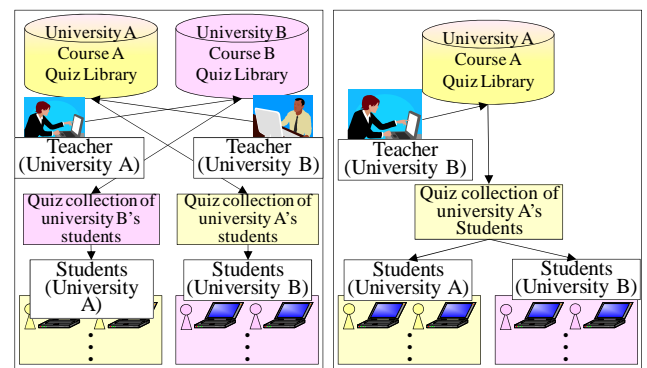 University A
Course A
Quiz Library
University B
Course B
Quiz Library
Teacher
(University A)
Teacher
(University B)
Quiz collection of
university B's
students
Quiz collection of
university A's
students
Students
(University
A)
Students
(University B)
University A
Course A
Quiz Library
Teacher
(University B)
Quiz collection of
university A's
Students
Students
(University A)
Students
(University B)